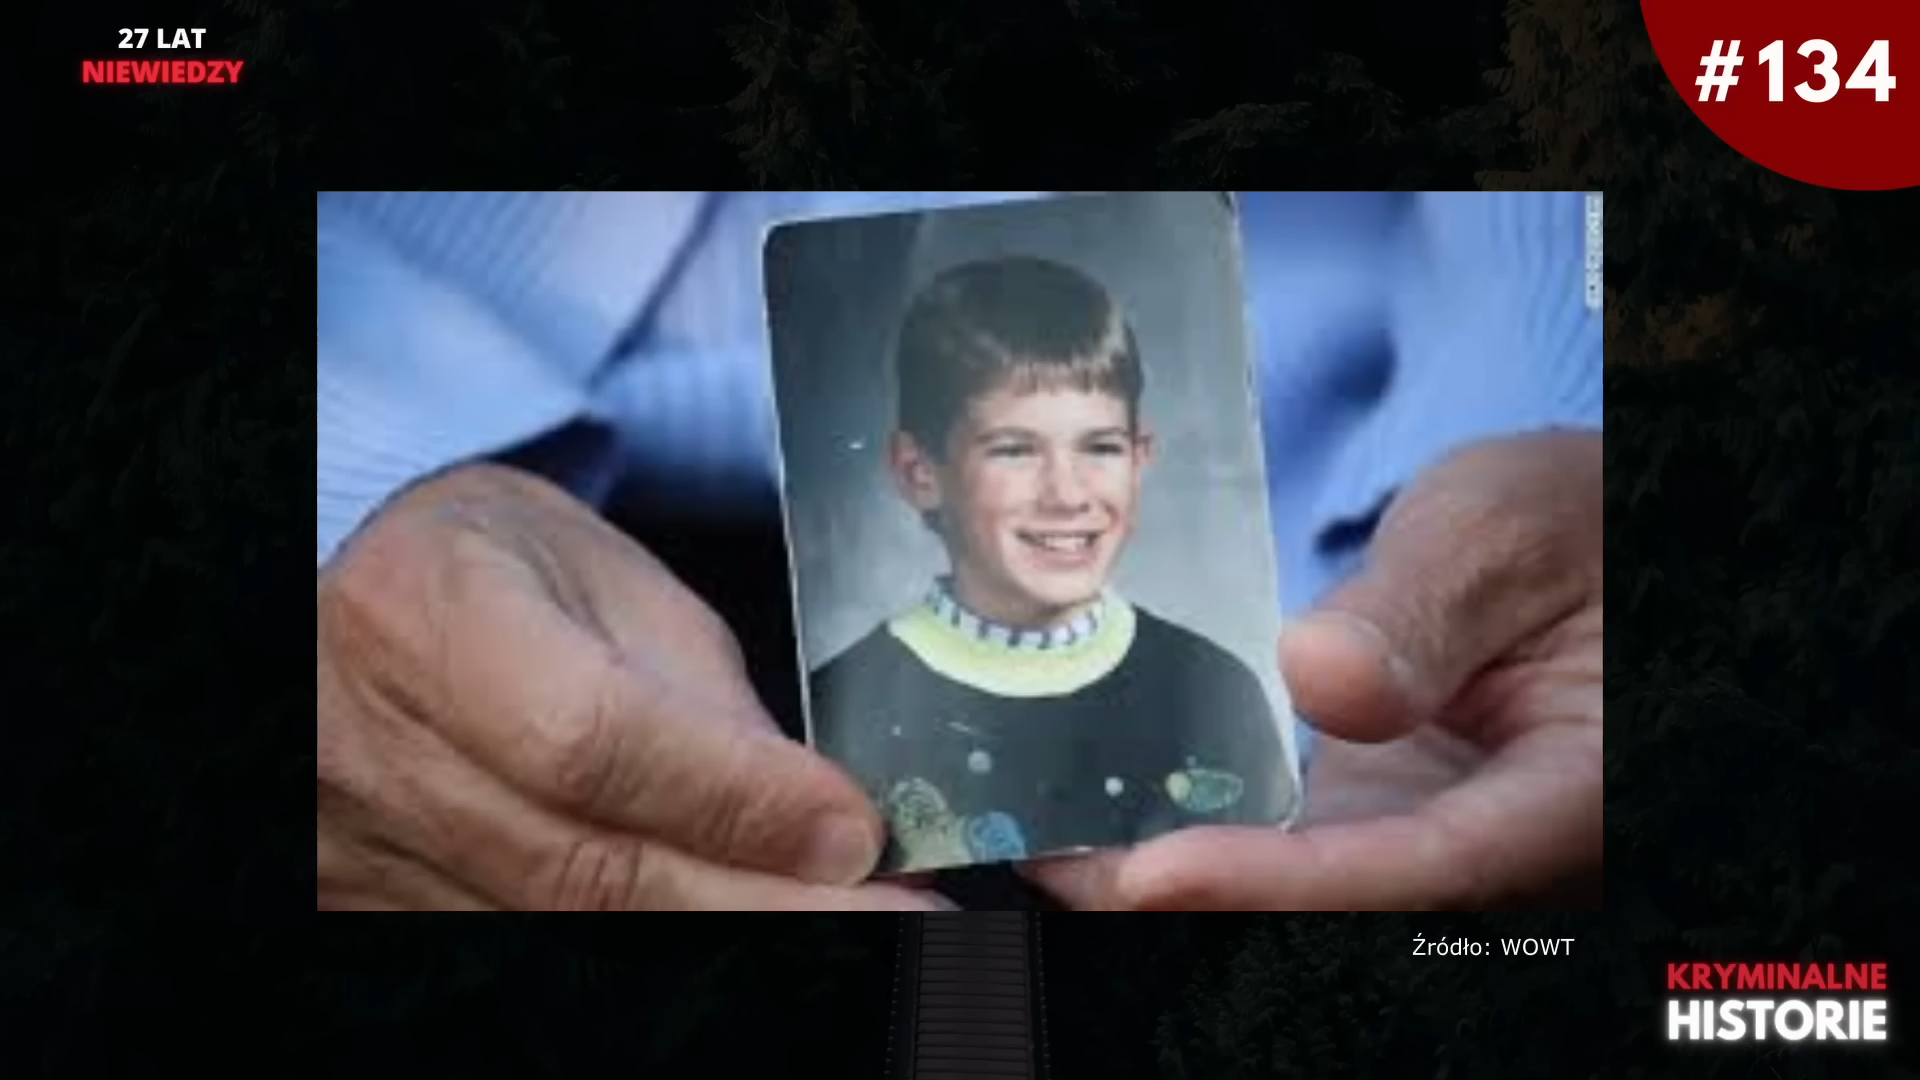 27 LAT
NIEWIEDZY
#134
Źródło: WOWT
KRYMINALNE
HISTORIE